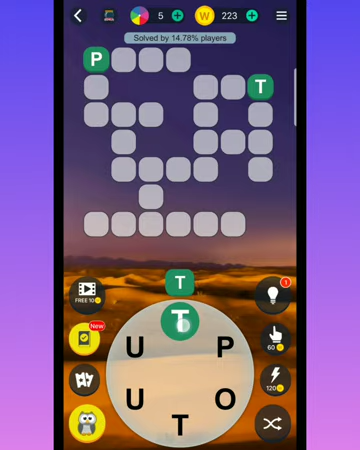 5 W 223
Solved by 14.78% players
P
T
T
FREE 10
1
New
60
120
T
U P
U O
T